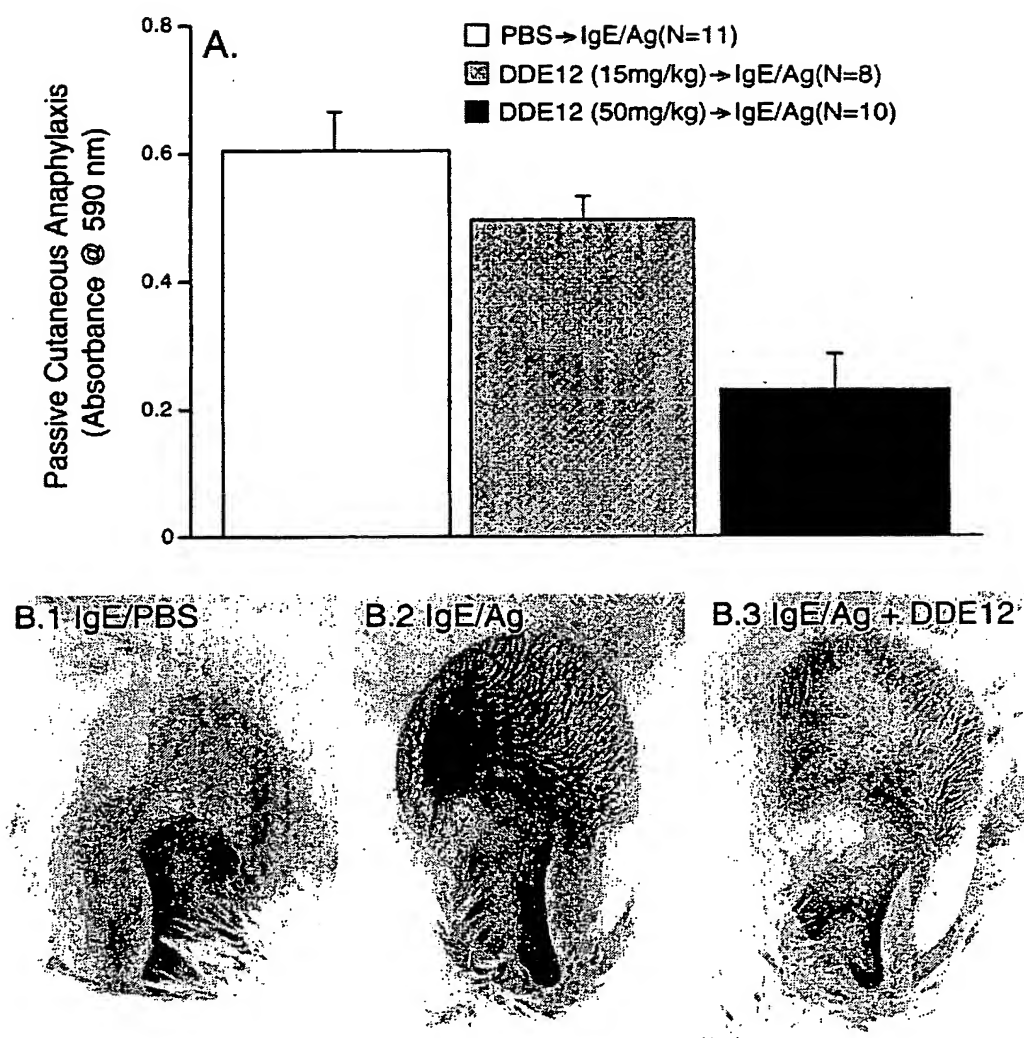 A.
PBS→IgE/Ag(N=11)
DDE12 (15mg/kg)→IgE/Ag(N=8)
DDE12 (50mg/kg)→IgE/Ag(N=10)
Passive Cutaneous Anaphylaxis
(Absorbance @ 590 nm)
0.8
0.6
0.4
0.2
0
B.1 IgE/PBS
B.2 IgE/Ag
B.3 IgE/Ag + DDE12